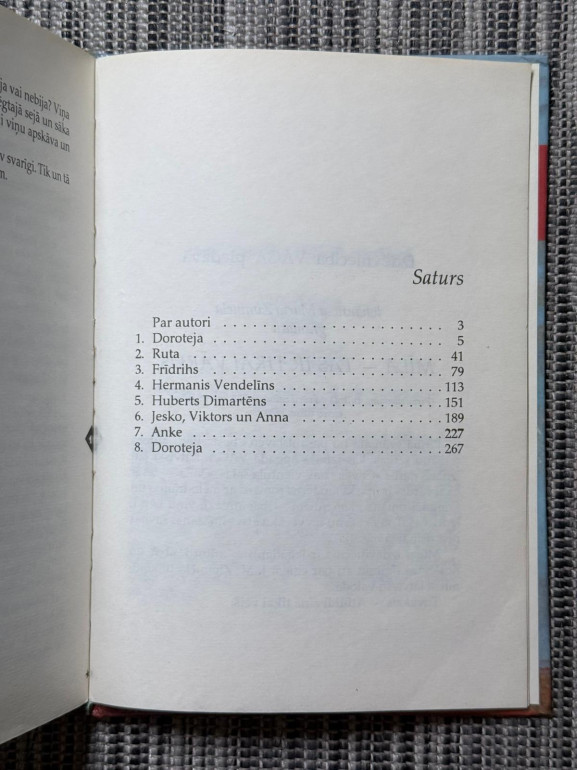 ja vai nebija? Viņa
sejā un sāka
viņu apskāva un
svarīgi. Tik un tā
Saturs
Par autori . . . . . . . . . . . . . . . . . . . . . . . . . . . 3
1. Doroteja . . . . . . . . . . . . . . . . . . . . . . . . . . . 5
2. Ruta . . . . . . . . . . . . . . . . . . . . . . . . . . . 41
3. Frīdrihs . . . . . . . . . . . . . . . . . . . . . . . . . . . 79
4. Hermanis Vendelīns . . . . . . . . . . . . . . . . . . 113
5. Huberts Dimartēns . . . . . . . . . . . . . . . . . . 151
6. Jesko, Viktors un Anna . . . . . . . . . . . . . . . . 189
7. Anke . . . . . . . . . . . . . . . . . . . . . . . . . . . 227
8. Doroteja . . . . . . . . . . . . . . . . . . . . . . . . . 267